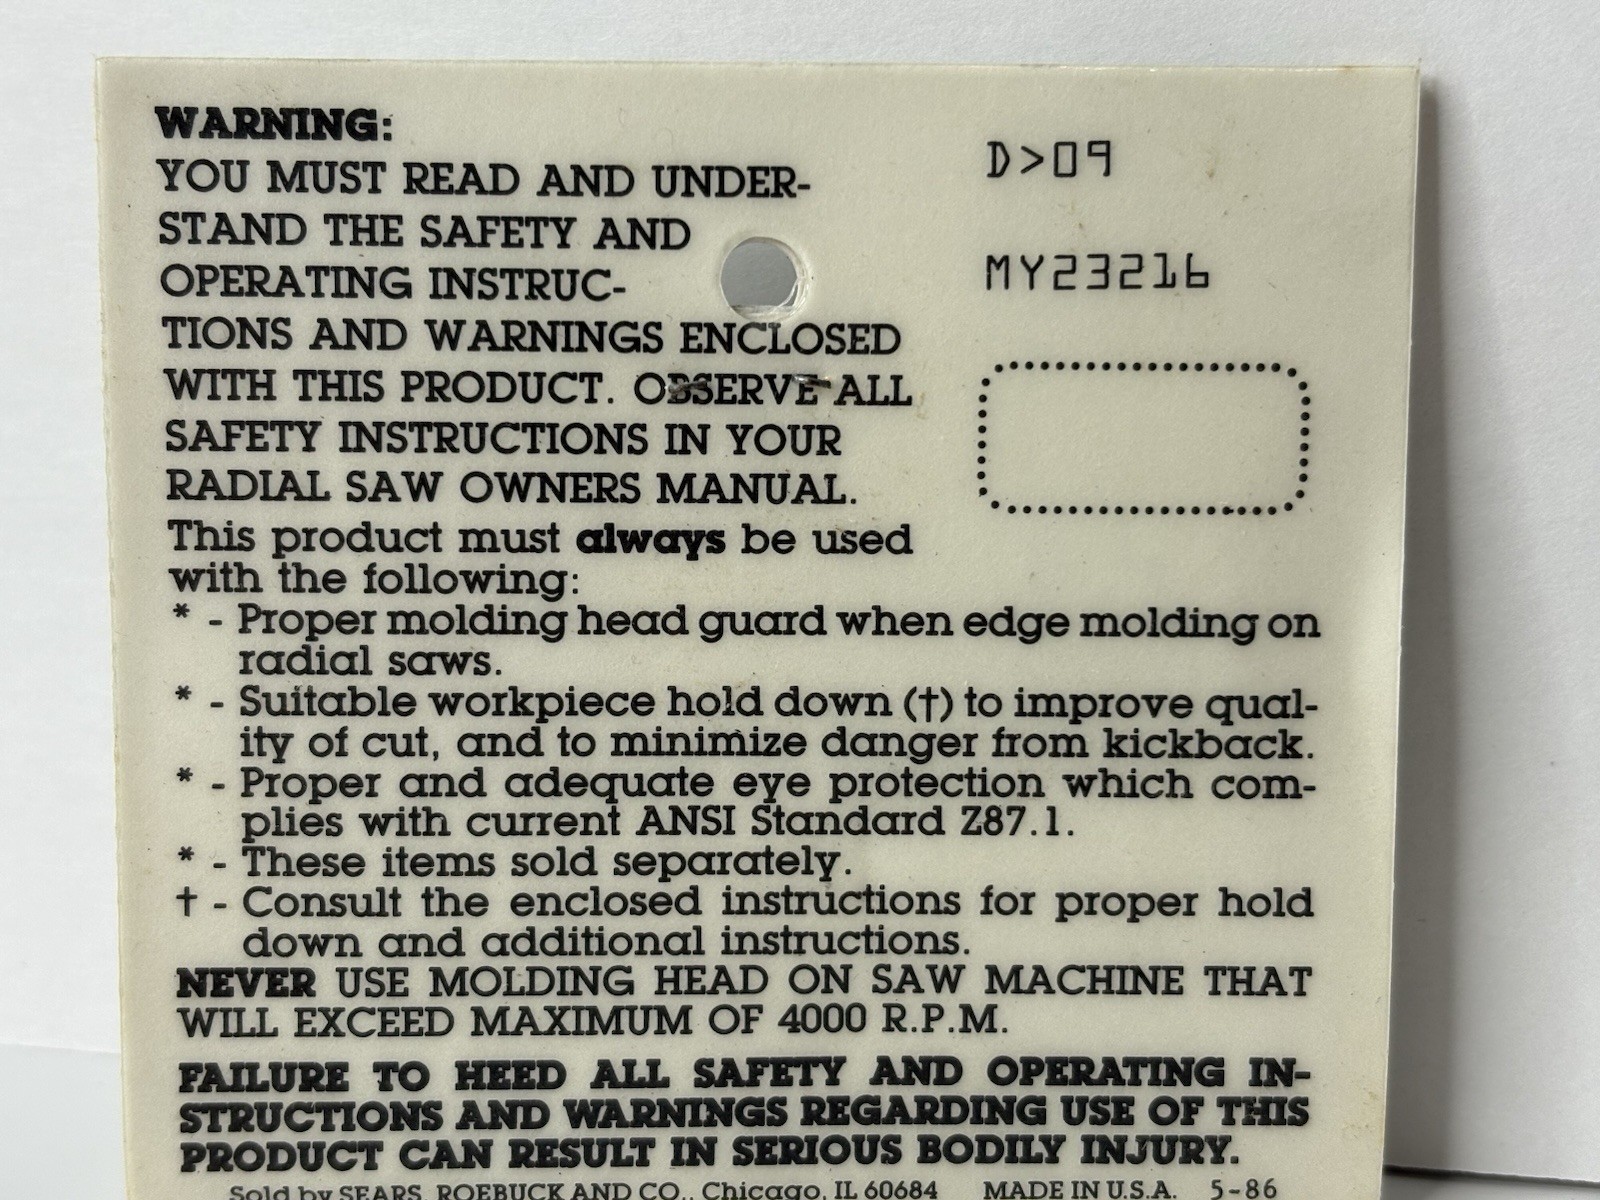 WARNING:
YOU MUST READ AND UNDER-
STAND THE SAFETY AND
OPERATING INSTRUC-
TIONS AND WARNINGS ENCLOSED
WITH THIS PRODUCT. OBSERVE ALL
SAFETY INSTRUCTIONS IN YOUR
RADIAL SAW OWNERS MANUAL.
D>09
MY23216
This product must always be used
with the following:
* - Proper molding head guard when edge molding on
radial saws.
* - Suitable workpiece hold down (†) to improve qual-
ity of cut, and to minimize danger from kickback.
* - Proper and adequate eye protection which com-
plies with current ANSI Standard Z87.1.
* - These items sold separately.
† - Consult the enclosed instructions for proper hold
down and additional instructions.
NEVER USE MOLDING HEAD ON SAW MACHINE THAT
WILL EXCEED MAXIMUM OF 4000 R.P.M.
FAILURE TO HEED ALL SAFETY AND OPERATING IN-
STRUCTIONS AND WARNINGS REGARDING USE OF THIS
PRODUCT CAN RESULT IN SERIOUS BODILY INJURY.
Sold by SEARS, ROEBUCK AND CO., Chicago, IL 60684 MADE IN U.S.A. 5-86